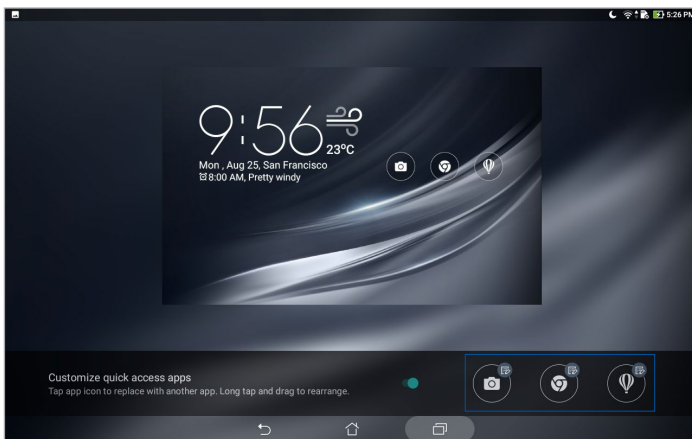 5:26 PM
9:56
23°C
Mon , Aug 25, San Francisco
8:00 AM, Pretty windy
Customize quick access apps
Tap app icon to replace with another app. Long tap and drag to rearrange.